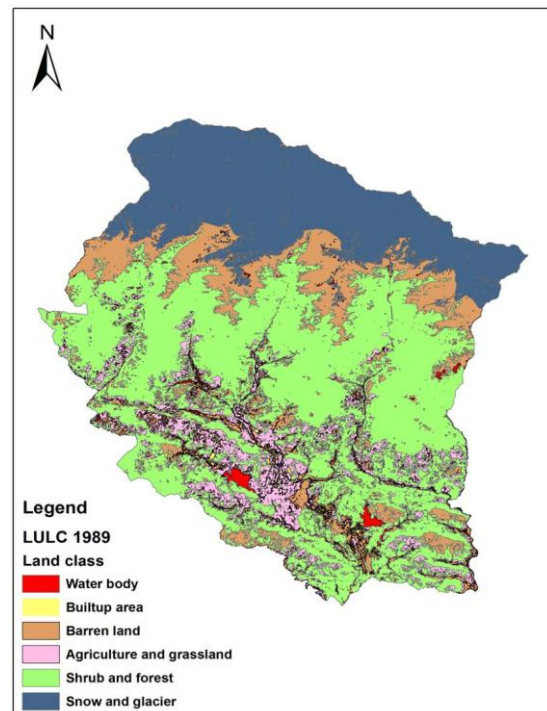 N
Legend
LULC 1989
Land class
Water body
Builtup area
Barren land
Agriculture and grassland
Shrub and forest
Snow and glacier